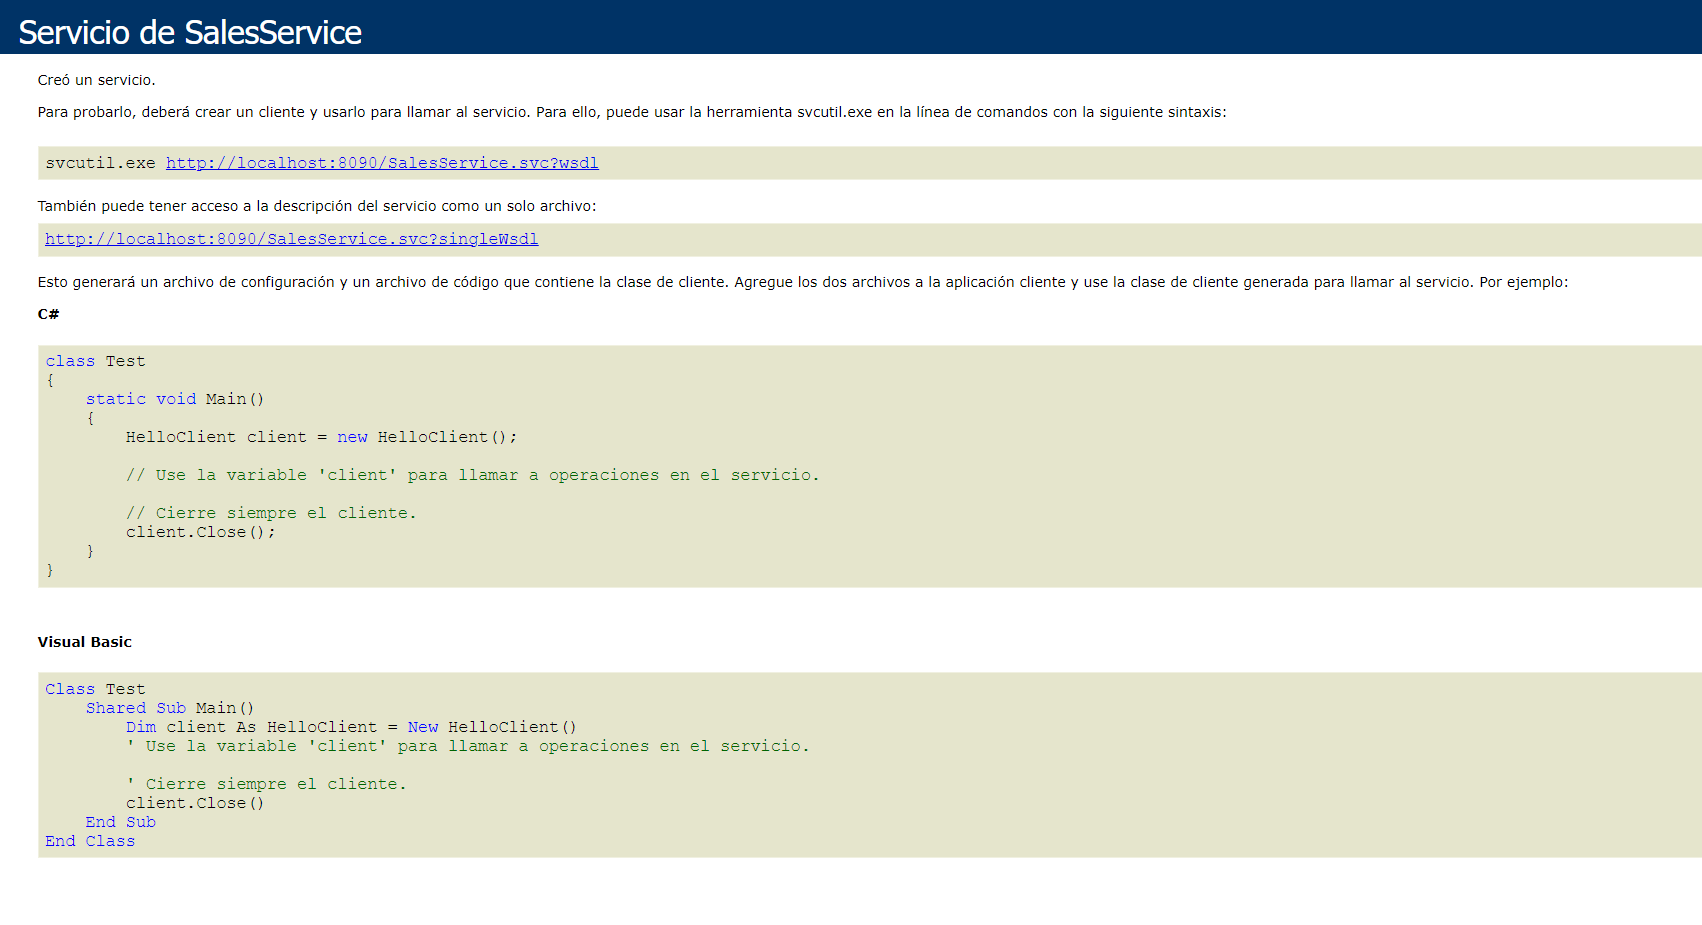 Servicio de SalesService
Creó un servicio.
Para probarlo, deberá crear un cliente y usarlo para llamar al servicio. Para ello, puede usar la herramienta svcutil.exe en la línea de comandos con la siguiente sintaxis:
svcutil.exe http://localhost:8090/SalesService.svc?wsdl
También puede tener acceso a la descripción del servicio como un solo archivo:
http://localhost:8090/SalesService.svc?singleWsdl
Esto generará un archivo de configuración y un archivo de código que contiene la clase de cliente. Agregue los dos archivos a la aplicación cliente y use la clase de cliente generada para llamar al servicio. Por ejemplo:
C#
class Test
{
    static void Main()
    {
        HelloClient client = new HelloClient();
        // Use la variable 'client' para llamar a operaciones en el servicio.
        // Cierre siempre el cliente.
        client.Close();
    }
}
Visual Basic
Class Test
    Shared Sub Main()
        Dim client As HelloClient = New HelloClient()
        ' Use la variable 'client' para llamar a operaciones en el servicio.
        ' Cierre siempre el cliente.
        client.Close()
    End Sub
End Class